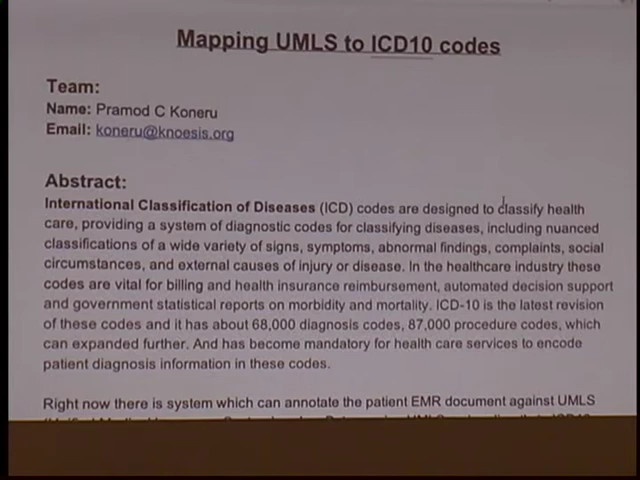 Mapping UMLS to ICD10 codes
Team:
Name: Pramod C Koneru
Email: koneru@knoesis.org
Abstract:
International Classification of Diseases (ICD) codes are designed to classify health
care, providing a system of diagnostic codes for classifying diseases, including nuanced
classifications of a wide variety of signs, symptoms, abnormal findings, complaints, social
circumstances, and external causes of injury or disease. In the healthcare industry these
codes are vital for billing and health insurance reimbursement, automated decision support
and government statistical reports on morbidity and mortality. ICD-10 is the latest revision
of these codes and it has about 68,000 diagnosis codes, 87,000 procedure codes, which
can expanded further. And has become mandatory for health care services to encode
patient diagnosis information in these codes.
Right now there is system which can annotate the patient EMR document against UMLS